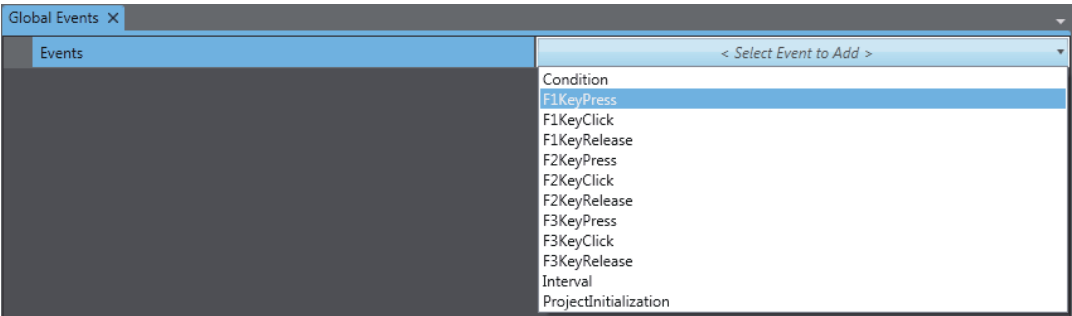 Global Events
Events < Select Event to Add >
Condition
F1KeyPress
F1KeyClick
F1KeyRelease
F2KeyPress
F2KeyClick
F2KeyRelease
F3KeyPress
F3KeyClick
F3KeyRelease
Interval
ProjectInitialization